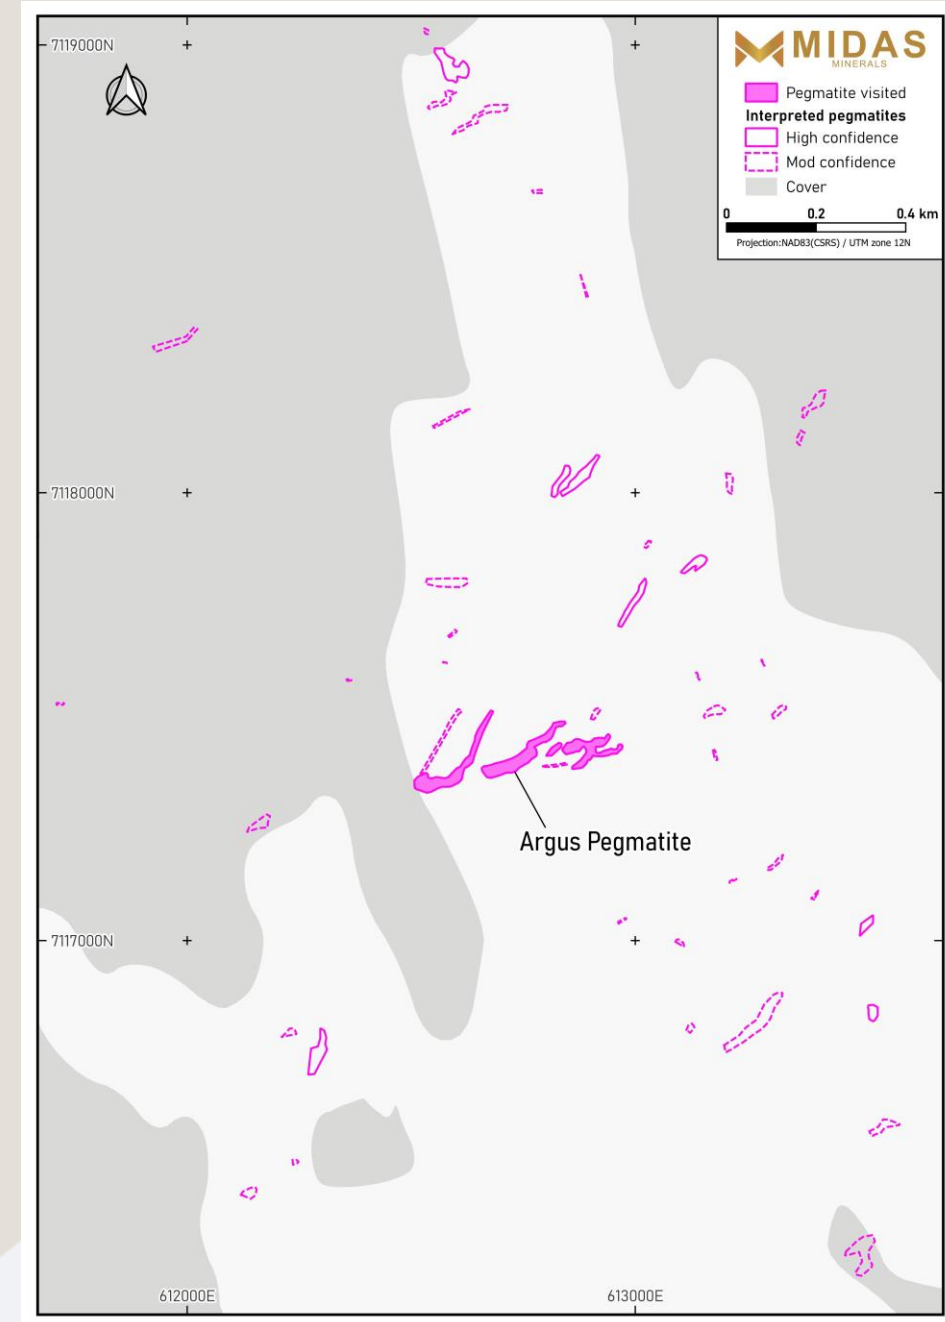 7119000N
MIDAS
MINERALS
Pegmatite visited
Interpreted pegmatites
High confidence
Mod confidence
Cover
0 0.2 0.4 km
Projection:NAD83(CSRS) / UTM zone 12N
7118000N
Argus Pegmatite
7117000N
612000E 613000E